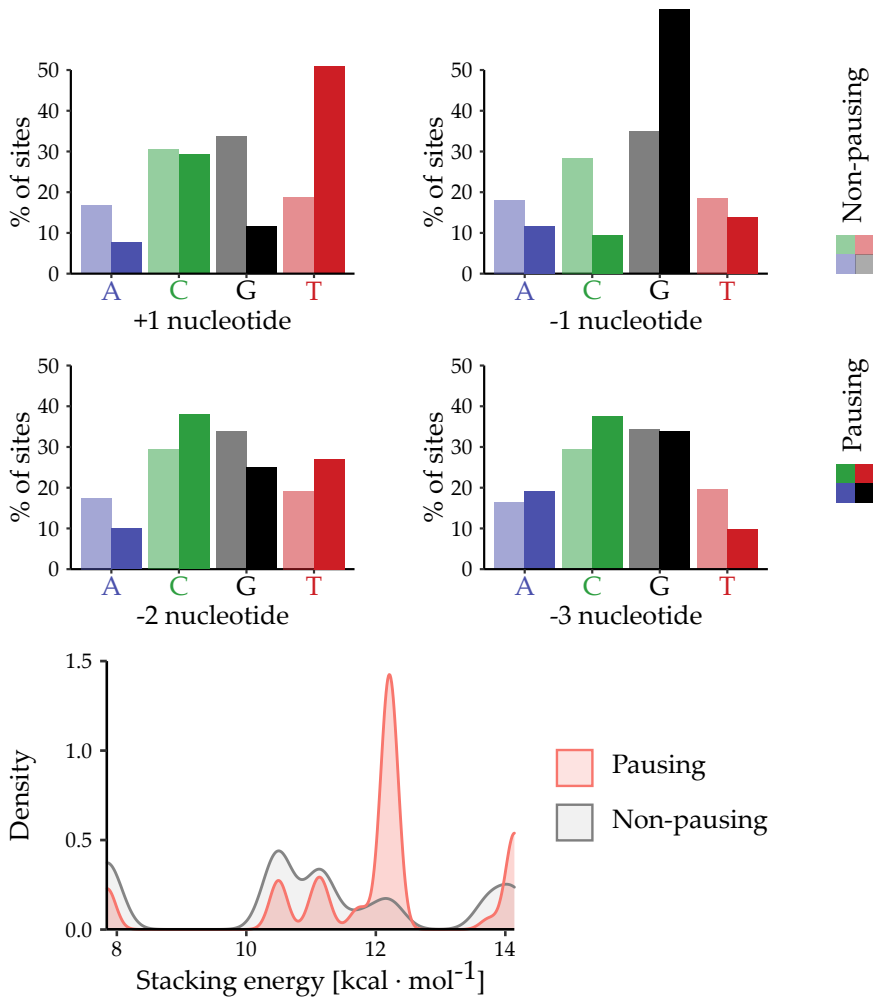 % of sites
50
40
30
20
10
0
A C G T
+1 nucleotide
% of sites
50
40
30
20
10
0
A C G T
-1 nucleotide
Non-pausing
% of sites
50
40
30
20
10
0
A C G T
-2 nucleotide
% of sites
50
40
30
20
10
0
A C G T
-3 nucleotide
Pausing
Density
1.5
1.0
0.5
0.0
8 10 12 14
Stacking energy [kcal · mol⁻¹]
Pausing
Non-pausing